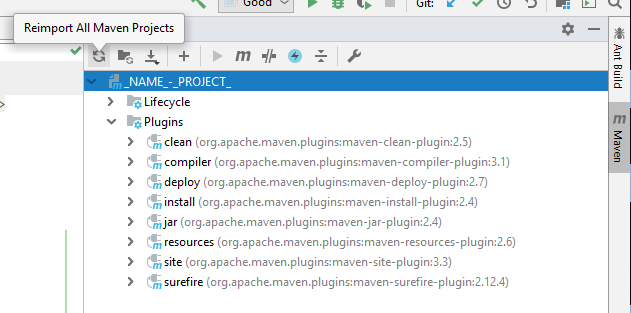 Good
Git:
Reimport All Maven Projects
m
_NAME_-_PROJECT_
Lifecycle
Plugins
clean (org.apache.maven.plugins:maven-clean-plugin:2.5)
compiler (org.apache.maven.plugins:maven-compiler-plugin:3.1)
deploy (org.apache.maven.plugins:maven-deploy-plugin:2.7)
install (org.apache.maven.plugins:maven-install-plugin:2.4)
jar (org.apache.maven.plugins:maven-jar-plugin:2.4)
resources (org.apache.maven.plugins:maven-resources-plugin:2.6)
site (org.apache.maven.plugins:maven-site-plugin:3.3)
surefire (org.apache.maven.plugins:maven-surefire-plugin:2.12.4)
>
Ant Build
m Maven